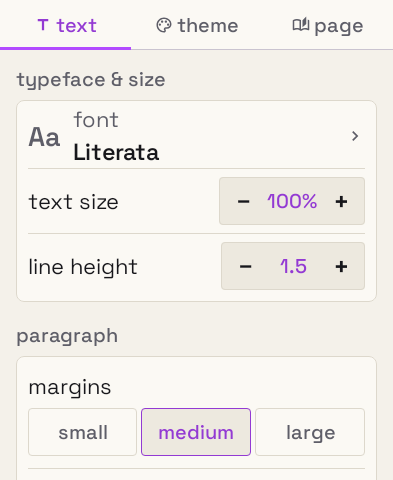 text
theme
page
typeface & size
Aa
font
Literata
text size
− 100% +
line height
− 1.5 +
paragraph
margins
small
medium
large